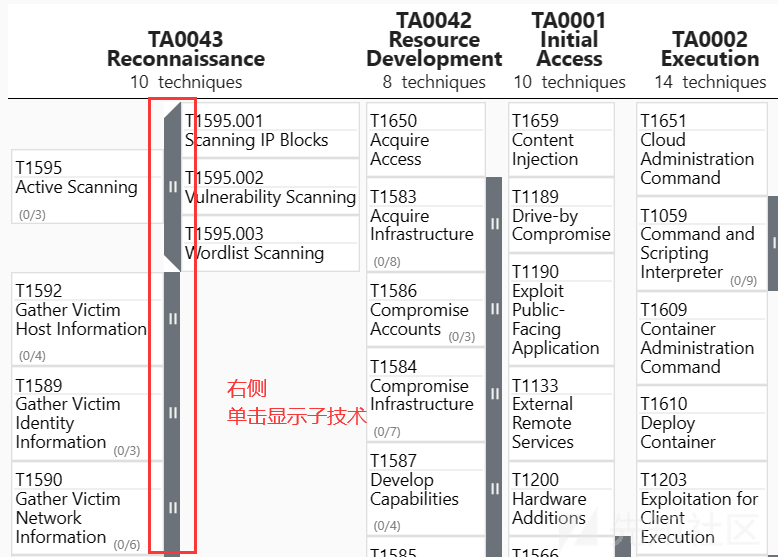 TA0043
Reconnaissance
10 techniques
T1595
Active Scanning
(0/3)
T1595.001
Scanning IP Blocks
T1595.002
Vulnerability Scanning
T1595.003
Wordlist Scanning
T1592
Gather Victim
Host Information
(0/4)
T1589
Gather Victim
Identity
Information
(0/3)
T1590
Gather Victim
Network
Information
(0/6)
右侧
单击显示子技术
TA0042
Resource
Development
8 techniques
T1650
Acquire
Access
T1583
Acquire
Infrastructure
(0/8)
T1586
Compromise
Accounts
(0/3)
T1584
Compromise
Infrastructure
(0/7)
T1587
Develop
Capabilities
(0/4)
T1585
TA0001
Initial
Access
10 techniques
T1659
Content
Injection
T1189
Drive-by
Compromise
T1190
Exploit
Public-
Facing
Application
T1133
External
Remote
Services
T1200
Hardware
Additions
T1566
TA0002
Execution
14 techniques
T1651
Cloud
Administration
Command
T1059
Command and
Scripting
Interpreter
(0/9)
T1609
Container
Administration
Command
T1610
Deploy
Container
T1203
Exploitation for
Client
Execution